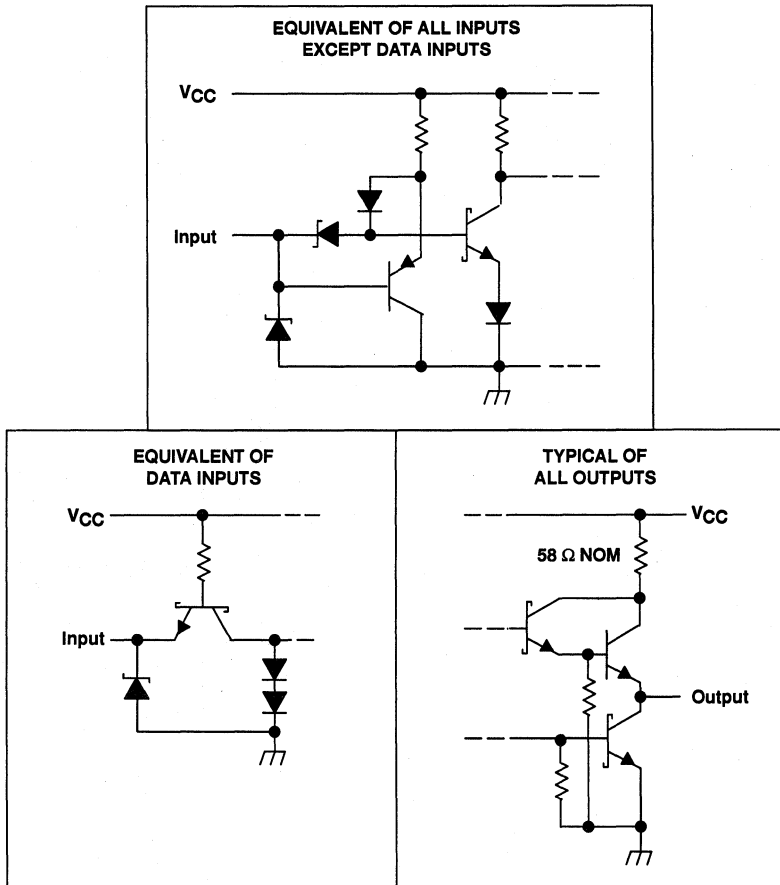 EQUIVALENT OF ALL INPUTS
EXCEPT DATA INPUTS
VCC
Input
EQUIVALENT OF
DATA INPUTS
VCC
Input
TYPICAL OF
ALL OUTPUTS
VCC
58 Ω NOM
Output